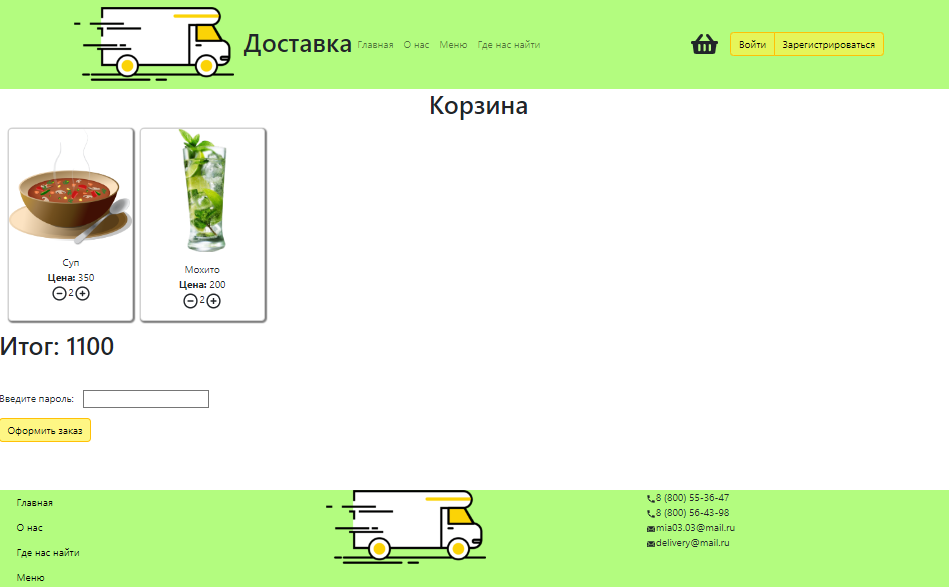 Доставка Главная О нас Меню Где нас найти Войти Зарегистрироваться
Корзина
Суп
Цена: 350
2
Мохито
Цена: 200
2
Итог: 1100
Введите пароль:
Оформить заказ
Главная
О нас
Где нас найти
Меню
8 (800) 55-36-47
8 (800) 56-43-98
mia03.03@mail.ru
delivery@mail.ru